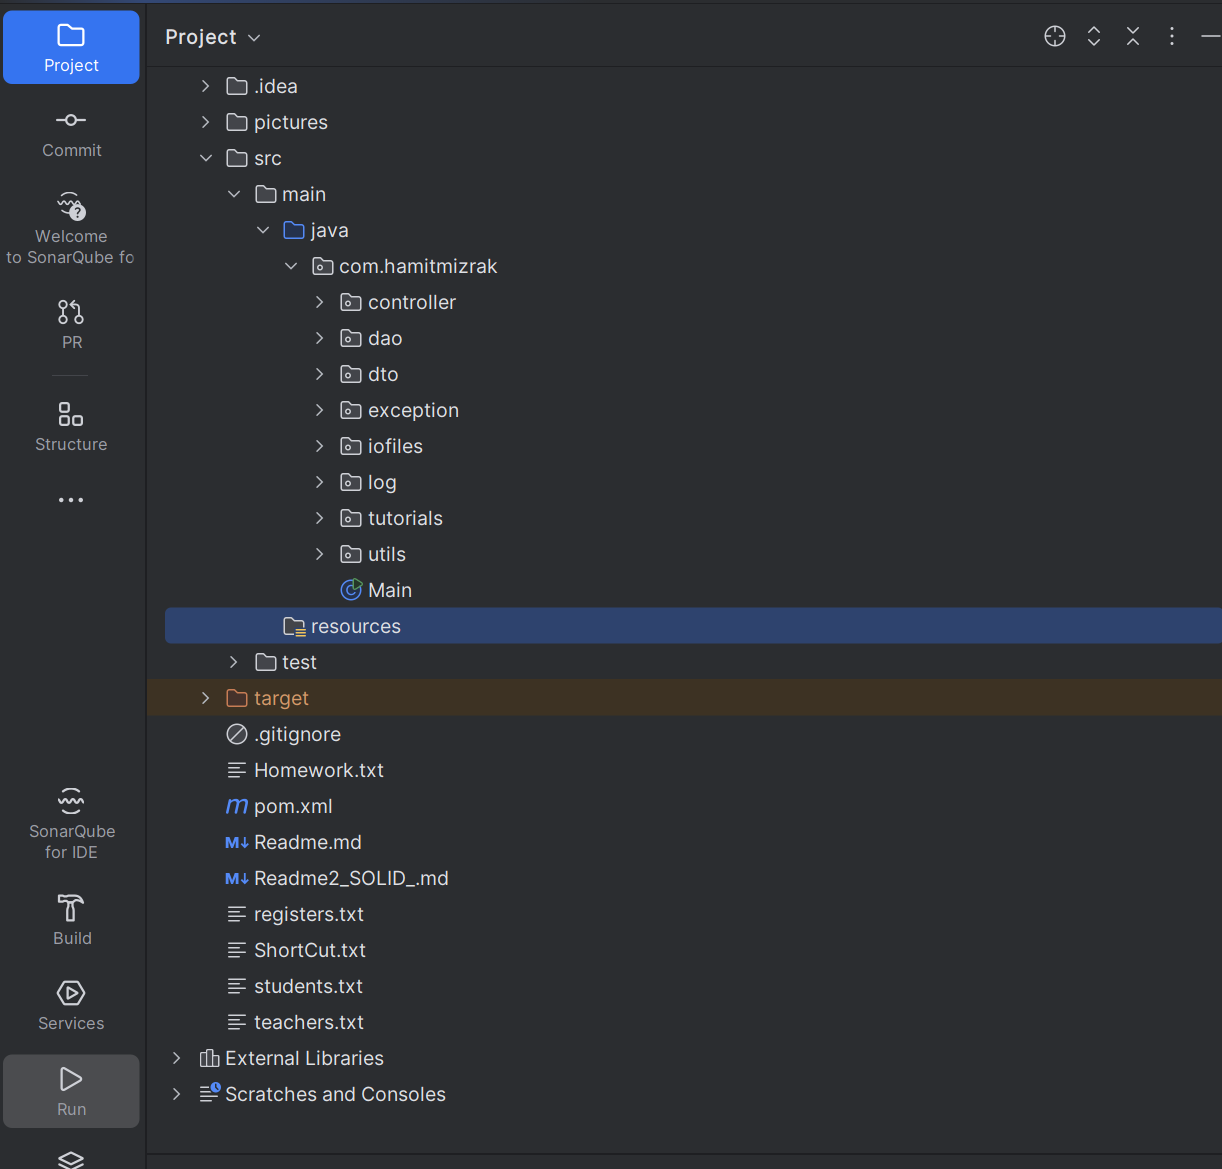 Project
Commit
Welcome
to SonarQube fo
PR
Structure
SonarQube
for IDE
Build
Services
Run
Project
.idea
pictures
src
main
java
com.hamitmizrak
controller
dao
dto
exception
iofiles
log
tutorials
utils
Main
resources
test
target
.gitignore
Homework.txt
m pom.xml
M↓ Readme.md
M↓ Readme2_SOLID_.md
registers.txt
ShortCut.txt
students.txt
teachers.txt
External Libraries
Scratches and Consoles